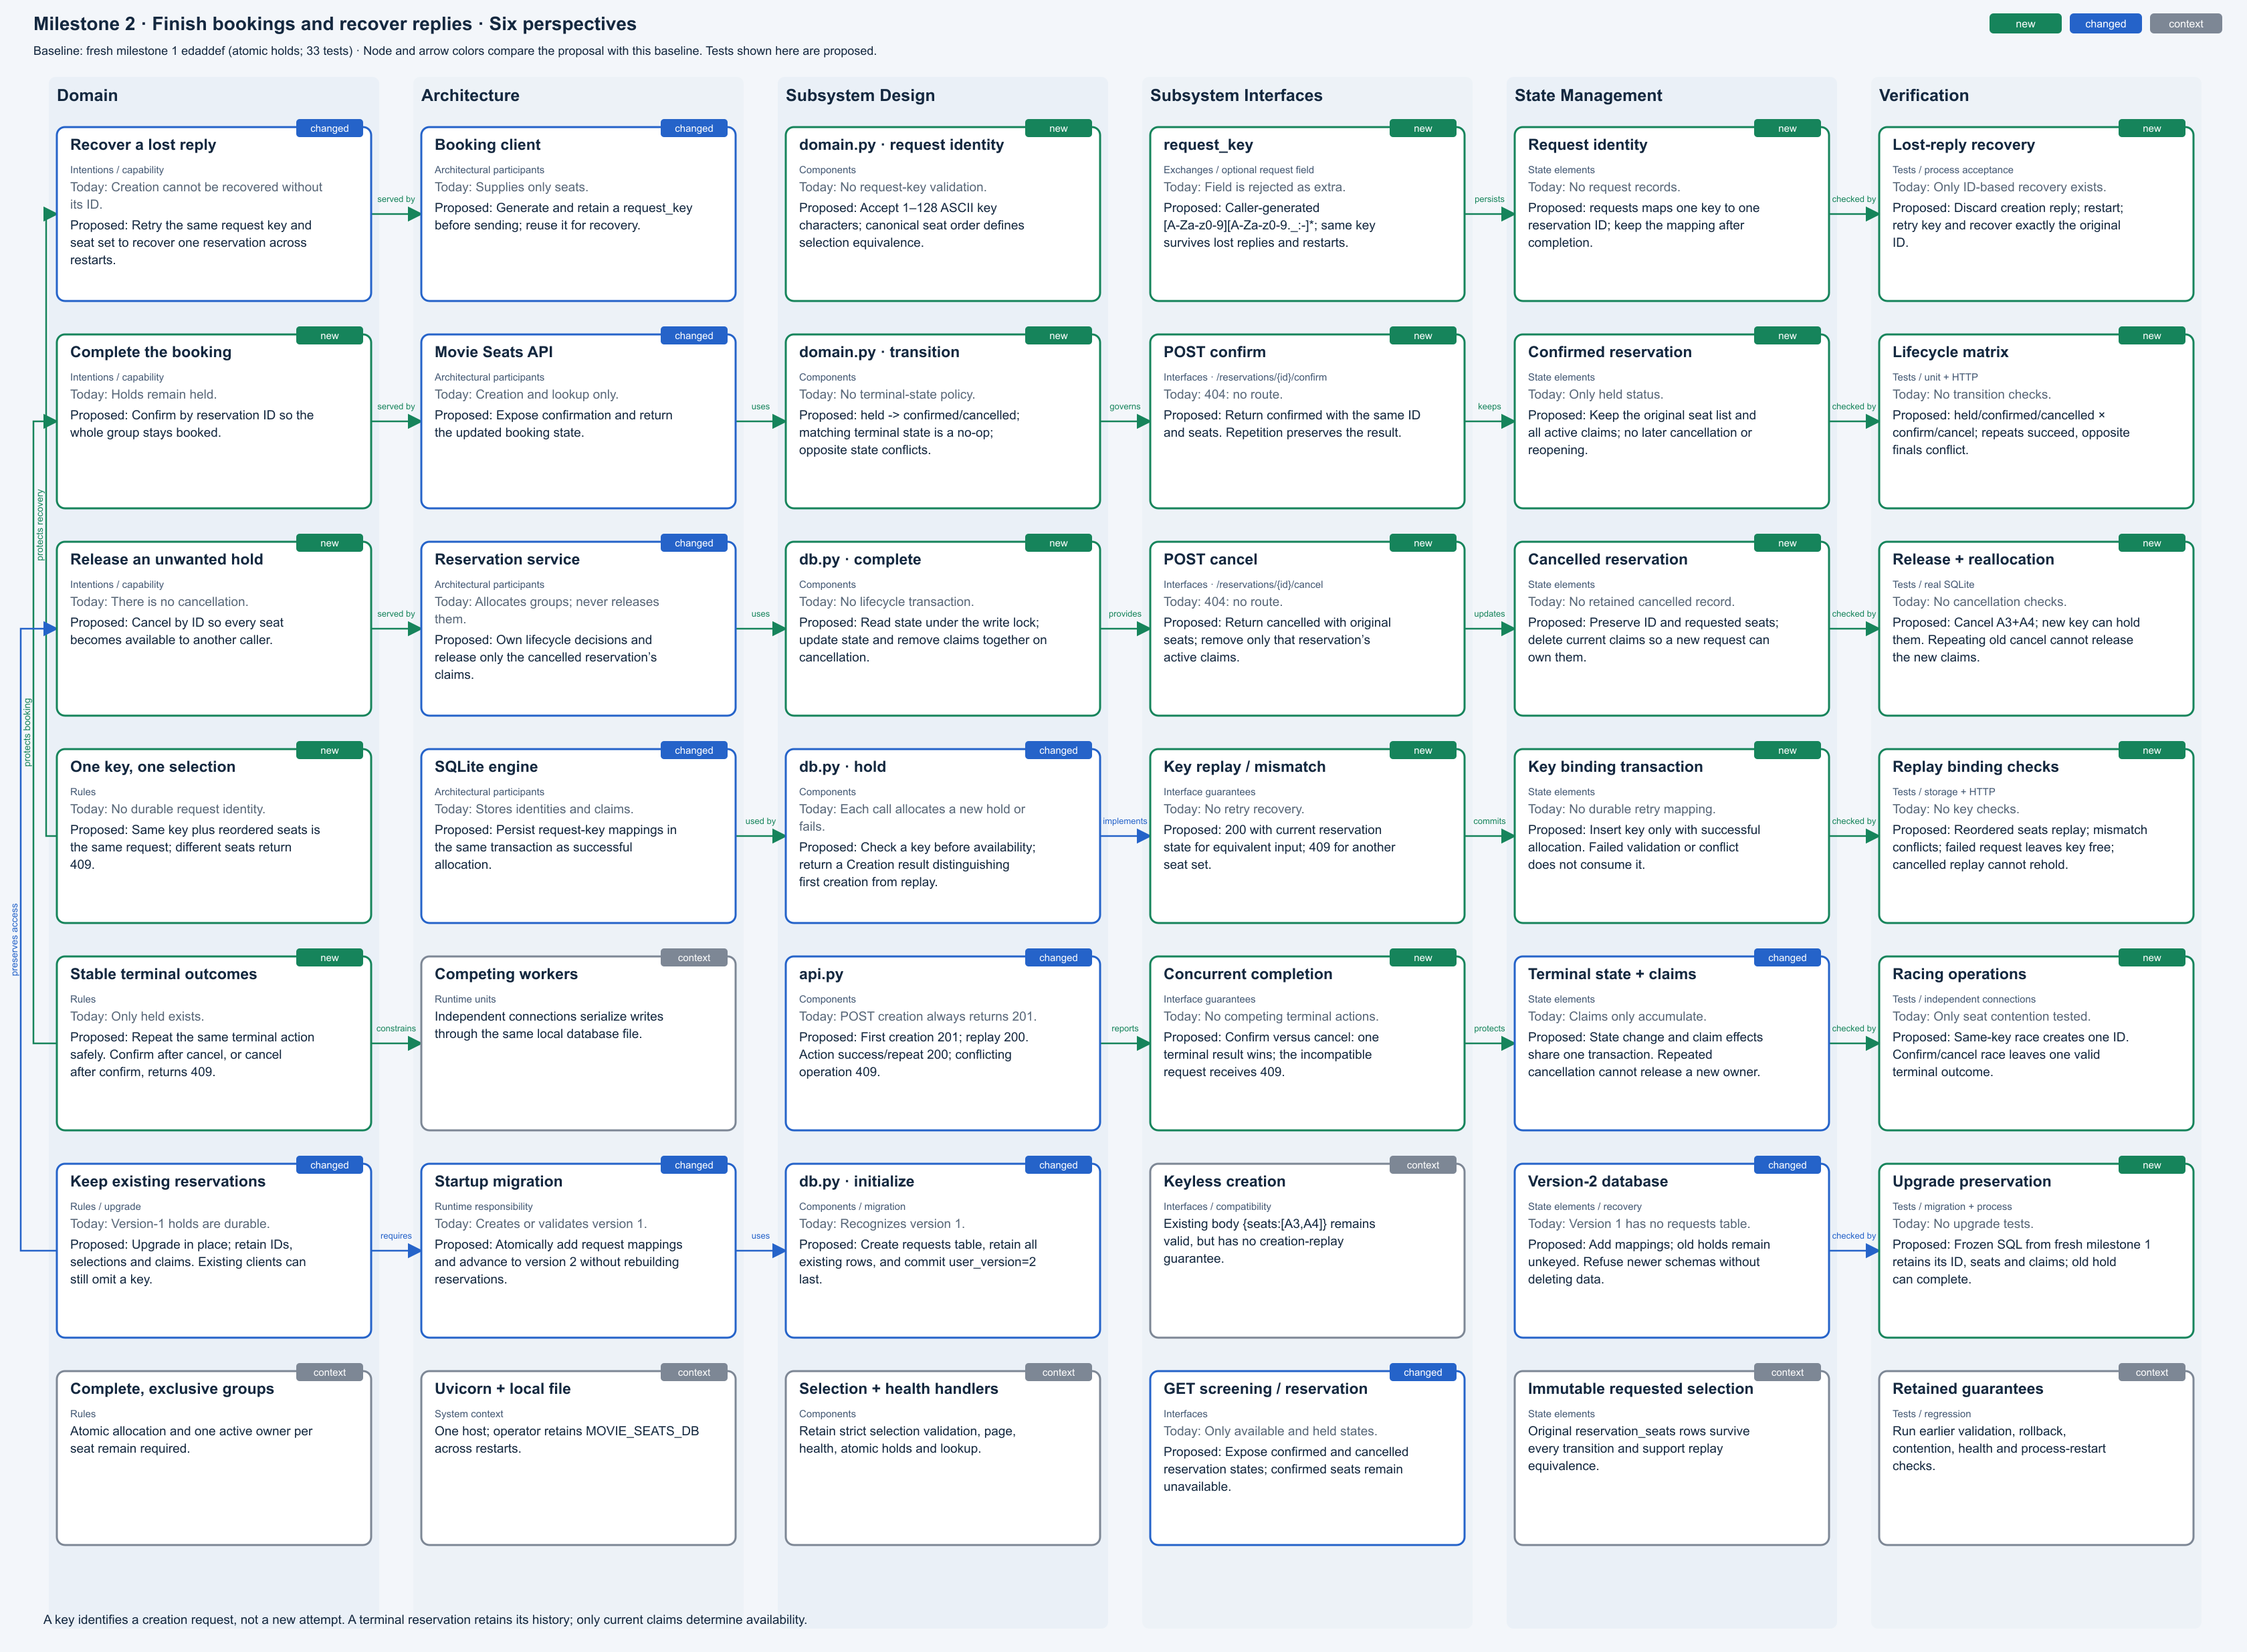 Milestone 2 · Finish bookings and recover replies · Six perspectives
new
changed
context
Baseline: fresh milestone 1 edaddef (atomic holds; 33 tests) · Node and arrow colors compare the proposal with this baseline. Tests shown here are proposed.
Domain
changed
Recover a lost reply
Intentions / capability
Today: Creation cannot be recovered without
its ID.
Proposed: Retry the same request key and
seat set to recover one reservation across
restarts.
served by
new
Complete the booking
Intentions / capability
Today: Holds remain held.
Proposed: Confirm by reservation ID so the
whole group stays booked.
served by
protects recovery
new
Release an unwanted hold
Intentions / capability
Today: There is no cancellation.
Proposed: Cancel by ID so every seat
becomes available to another caller.
served by
protects booking
new
One key, one selection
Rules
Today: No durable request identity.
Proposed: Same key plus reordered seats is
the same request; different seats return
409.
preserves access
new
Stable terminal outcomes
Rules
Today: Only held exists.
Proposed: Repeat the same terminal action
safely. Confirm after cancel, or cancel
after confirm, returns 409.
constrains
changed
Keep existing reservations
Rules / upgrade
Today: Version-1 holds are durable.
Proposed: Upgrade in place; retain IDs,
selections and claims. Existing clients can
still omit a key.
requires
context
Complete, exclusive groups
Rules
Atomic allocation and one active owner per
seat remain required.
Architecture
changed
Booking client
Architectural participants
Today: Supplies only seats.
Proposed: Generate and retain a request_key
before sending; reuse it for recovery.
changed
Movie Seats API
Architectural participants
Today: Creation and lookup only.
Proposed: Expose confirmation and return
the updated booking state.
uses
changed
Reservation service
Architectural participants
Today: Allocates groups; never releases
them.
Proposed: Own lifecycle decisions and
release only the cancelled reservation's
claims.
uses
changed
SQLite engine
Architectural participants
Today: Stores identities and claims.
Proposed: Persist request-key mappings in
the same transaction as successful
allocation.
used by
context
Competing workers
Runtime units
Independent connections serialize writes
through the same local database file.
changed
Startup migration
Runtime responsibility
Today: Creates or validates version 1.
Proposed: Atomically add request mappings
and advance to version 2 without rebuilding
reservations.
uses
context
Uvicorn + local file
System context
One host; operator retains MOVIE_SEATS_DB
across restarts.
Subsystem Design
new
domain.py · request identity
Components
Today: No request-key validation.
Proposed: Accept 1–128 ASCII key
characters; canonical seat order defines
selection equivalence.
new
domain.py · transition
Components
Today: No terminal-state policy.
Proposed: held -> confirmed/cancelled;
matching terminal state is a no-op;
opposite state conflicts.
governs
new
db.py · complete
Components
Today: No lifecycle transaction.
Proposed: Read state under the write lock;
update state and remove claims together on
cancellation.
provides
changed
db.py · hold
Components
Today: Each call allocates a new hold or
fails.
Proposed: Check a key before availability;
return a Creation result distinguishing
first creation from replay.
implements
changed
api.py
Components
Today: POST creation always returns 201.
Proposed: First creation 201; replay 200.
Action success/repeat 200; conflicting
operation 409.
reports
changed
db.py · initialize
Components / migration
Today: Recognizes version 1.
Proposed: Create requests table, retain all
existing rows, and commit user_version=2
last.
context
Selection + health handlers
Components
Retain strict selection validation, page,
health, atomic holds and lookup.
Subsystem Interfaces
new
request_key
Exchanges / optional request field
Today: Field is rejected as extra.
Proposed: Caller-generated
[A-Za-z0-9][A-Za-z0-9._:-]*; same key
survives lost replies and restarts.
persists
new
POST confirm
Interfaces · /reservations/{id}/confirm
Today: 404: no route.
Proposed: Return confirmed with the same ID
and seats. Repetition preserves the result.
keeps
new
POST cancel
Interfaces · /reservations/{id}/cancel
Today: 404: no route.
Proposed: Return cancelled with original
seats; remove only that reservation's
active claims.
updates
new
Key replay / mismatch
Interface guarantees
Today: No retry recovery.
Proposed: 200 with current reservation
state for equivalent input; 409 for another
seat set.
commits
new
Concurrent completion
Interface guarantees
Today: No competing terminal actions.
Proposed: Confirm versus cancel: one
terminal result wins; the incompatible
request receives 409.
protects
context
Keyless creation
Interfaces / compatibility
Existing body {seats:[A3,A4]} remains
valid, but has no creation-replay
guarantee.
changed
GET screening / reservation
Interfaces
Today: Only available and held states.
Proposed: Expose confirmed and cancelled
reservation states; confirmed seats remain
unavailable.
State Management
new
Request identity
State elements
Today: No request records.
Proposed: requests maps one key to one
reservation ID; keep the mapping after
completion.
checked by
new
Confirmed reservation
State elements
Today: Only held status.
Proposed: Keep the original seat list and
all active claims; no later cancellation or
reopening.
checked by
new
Cancelled reservation
State elements
Today: No retained cancelled record.
Proposed: Preserve ID and requested seats;
delete current claims so a new request can
own them.
checked by
new
Key binding transaction
State elements
Today: No durable retry mapping.
Proposed: Insert key only with successful
allocation. Failed validation or conflict
does not consume it.
checked by
changed
Terminal state + claims
State elements
Today: Claims only accumulate.
Proposed: State change and claim effects
share one transaction. Repeated
cancellation cannot release a new owner.
checked by
changed
Version-2 database
State elements / recovery
Today: Version 1 has no requests table.
Proposed: Add mappings; old holds remain
unkeyed. Refuse newer schemas without
deleting data.
checked by
context
Immutable requested selection
State elements
Original reservation_seats rows survive
every transition and support replay
equivalence.
Verification
new
Lost-reply recovery
Tests / process acceptance
Today: Only ID-based recovery exists.
Proposed: Discard creation reply; restart;
retry key and recover exactly the original
ID.
new
Lifecycle matrix
Tests / unit + HTTP
Today: No transition checks.
Proposed: held/confirmed/cancelled ×
confirm/cancel; repeats succeed, opposite
finals conflict.
new
Release + reallocation
Tests / real SQLite
Today: No cancellation checks.
Proposed: Cancel A3+A4; new key can hold
them. Repeating old cancel cannot release
the new claims.
new
Replay binding checks
Tests / storage + HTTP
Today: No key checks.
Proposed: Reordered seats replay; mismatch
conflicts; failed request leaves key free;
cancelled replay cannot rehold.
new
Racing operations
Tests / independent connections
Today: Only seat contention tested.
Proposed: Same-key race creates one ID.
Confirm/cancel race leaves one valid
terminal outcome.
new
Upgrade preservation
Tests / migration + process
Today: No upgrade tests.
Proposed: Frozen SQL from fresh milestone 1
retains its ID, seats and claims; old hold
can complete.
context
Retained guarantees
Tests / regression
Run earlier validation, rollback,
contention, health and process-restart
checks.
A key identifies a creation request, not a new attempt. A terminal reservation retains its history; only current claims determine availability.